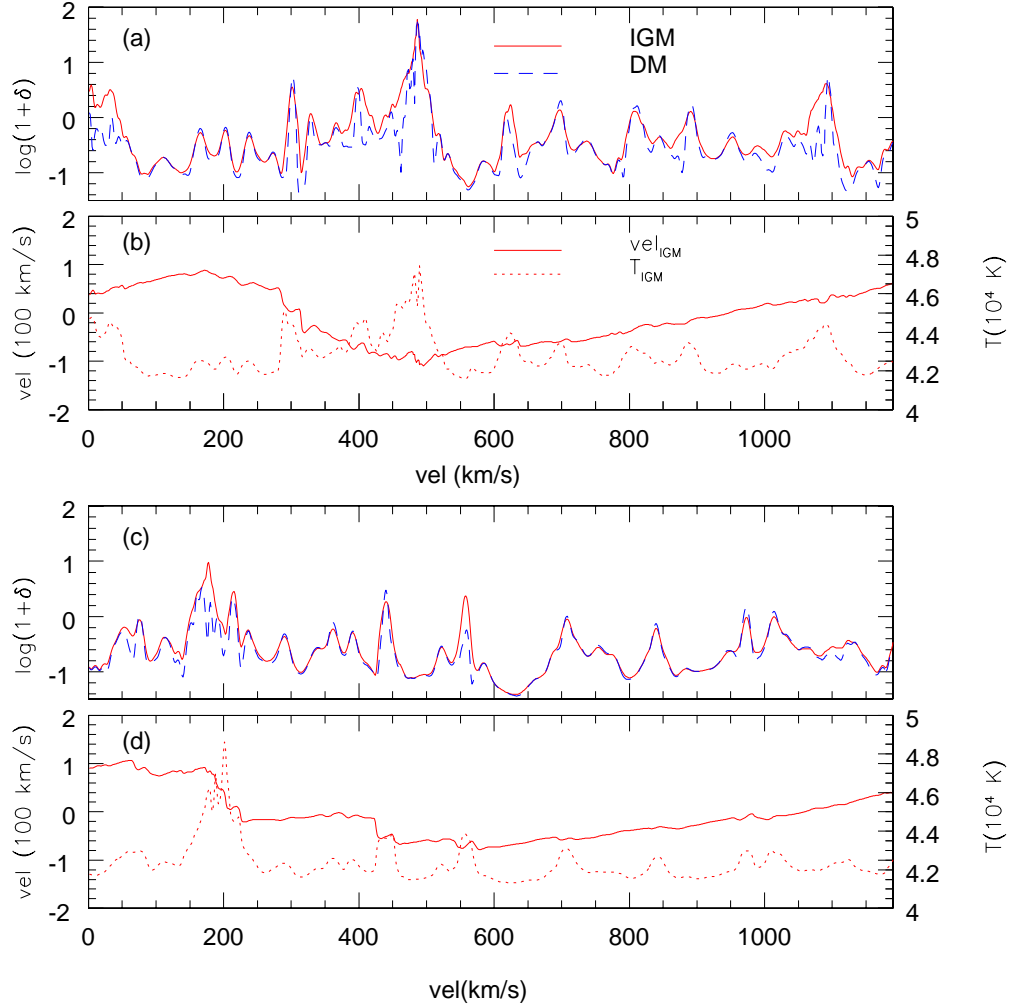 2
(a)
IGM
DM
1
0
-1
log(1+δ)
2
(b)
vel_IGM
T_IGM
1
0
-1
-2
vel (100 km/s)
5
4.8
4.6
4.4
4.2
4
T(10⁴ K)
0 200 400 600 800 1000
vel (km/s)
2
(c)
1
0
-1
log(1+δ)
2
(d)
1
0
-1
-2
vel (100 km/s)
5
4.8
4.6
4.4
4.2
4
T(10⁴ K)
0 200 400 600 800 1000
vel(km/s)